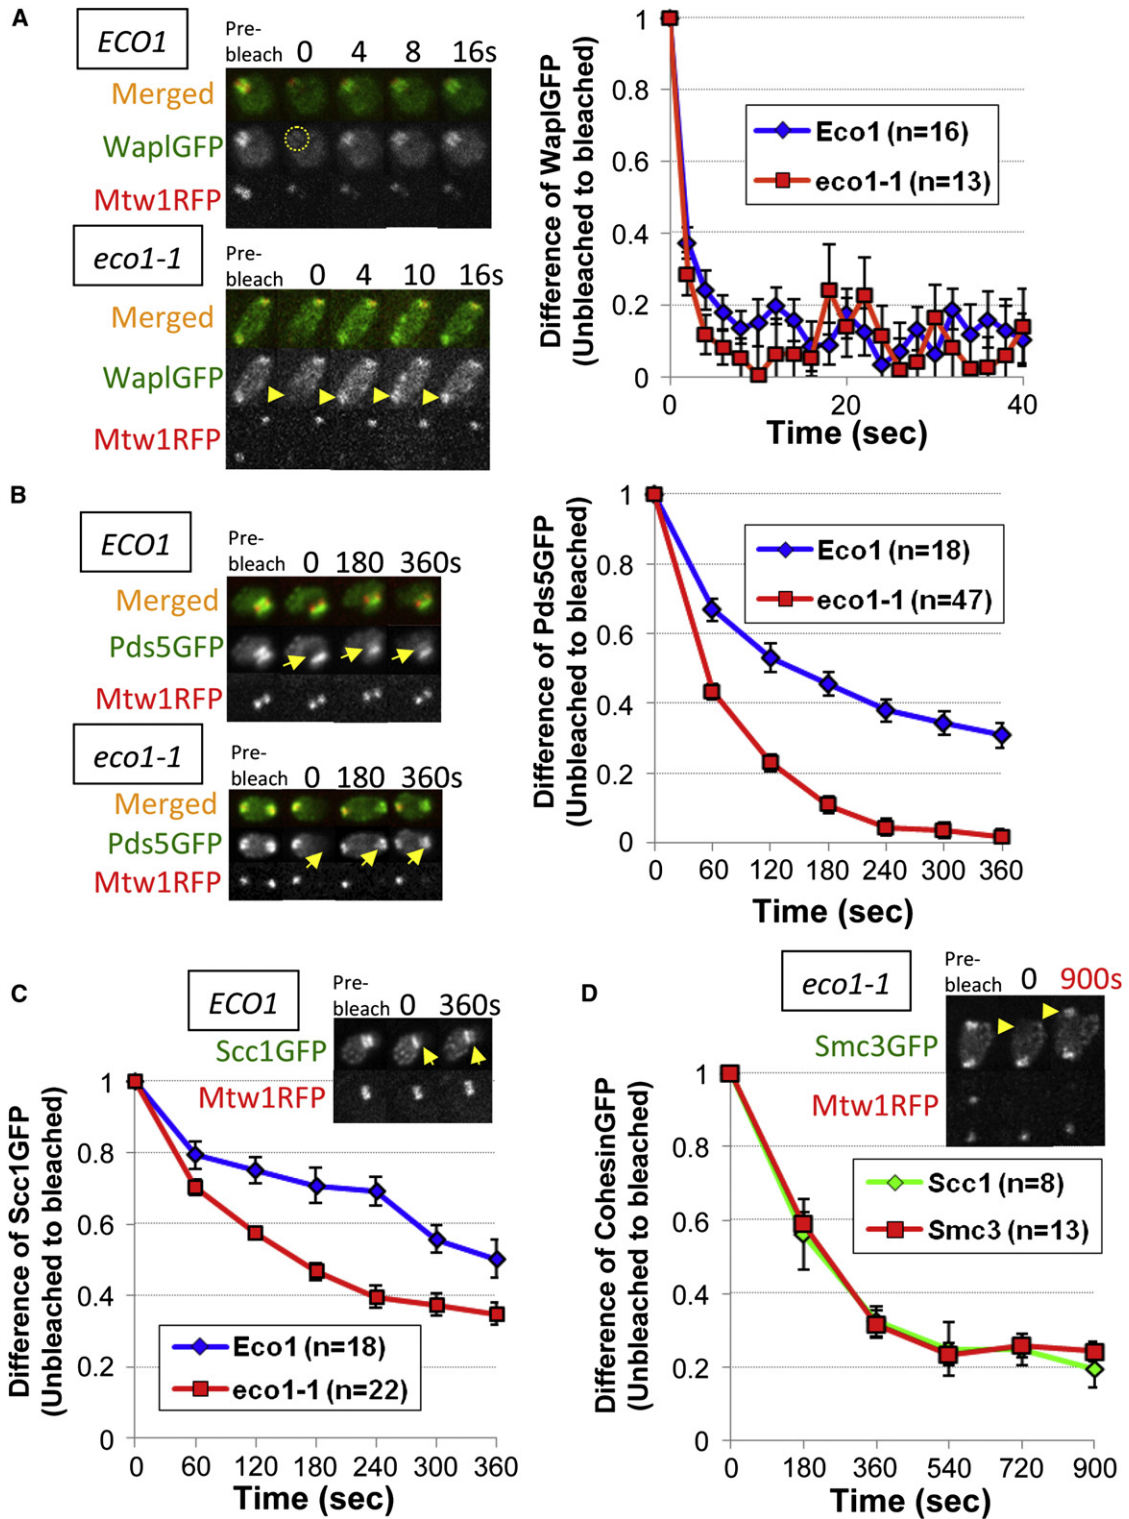 A
ECO1
Pre-
bleach 0 4 8 16s
Merged
WaplGFP
Mtw1RFP
eco1-1
Pre-
bleach 0 4 10 16s
Merged
WaplGFP
Mtw1RFP
Difference of WaplGFP
(Unbleached to bleached)
1
0.8
0.6
0.4
0.2
0
Eco1 (n=16)
eco1-1 (n=13)
0 20 40
Time (sec)
B
ECO1
Pre-
bleach 0 180 360s
Merged
Pds5GFP
Mtw1RFP
eco1-1
Pre-
bleach 0 180 360s
Merged
Pds5GFP
Mtw1RFP
Difference of Pds5GFP
(Unbleached to bleached)
1
0.8
0.6
0.4
0.2
0
Eco1 (n=18)
eco1-1 (n=47)
0 60 120 180 240 300 360
Time (sec)
C
ECO1
Pre-
bleach 0 360s
Scc1GFP
Mtw1RFP
Difference of Scc1GFP
(Unbleached to bleached)
1
0.8
0.6
0.4
0.2
0
Eco1 (n=18)
eco1-1 (n=22)
0 60 120 180 240 300 360
Time (sec)
D
eco1-1
Pre-
bleach 0 900s
Smc3GFP
Mtw1RFP
Difference of CohesinGFP
(Unbleached to bleached)
1
0.8
0.6
0.4
0.2
0
Scc1 (n=8)
Smc3 (n=13)
0 180 360 540 720 900
Time (sec)